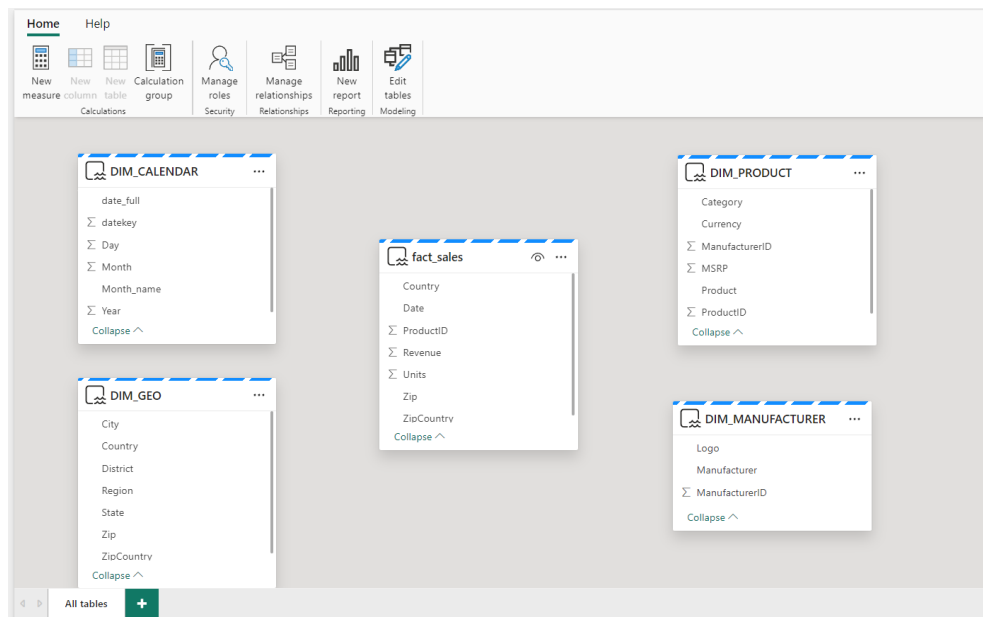 Home Help
New measure
New column
New table
Calculation group
Calculations
Manage roles
Security
Manage relationships
Relationships
New report
Reporting
Edit tables
Modeling
DIM_CALENDAR ...
date_full
Σ datekey
Σ Day
Σ Month
Month_name
Σ Year
Collapse
DIM_GEO ...
City
Country
District
Region
State
Zip
ZipCountry
Collapse
fact_sales ...
Country
Date
Σ ProductID
Σ Revenue
Σ Units
Zip
ZipCountry
Collapse
DIM_PRODUCT ...
Category
Currency
Σ ManufacturerID
Σ MSRP
Product
Σ ProductID
Collapse
DIM_MANUFACTURER ...
Logo
Manufacturer
Σ ManufacturerID
Collapse
All tables +